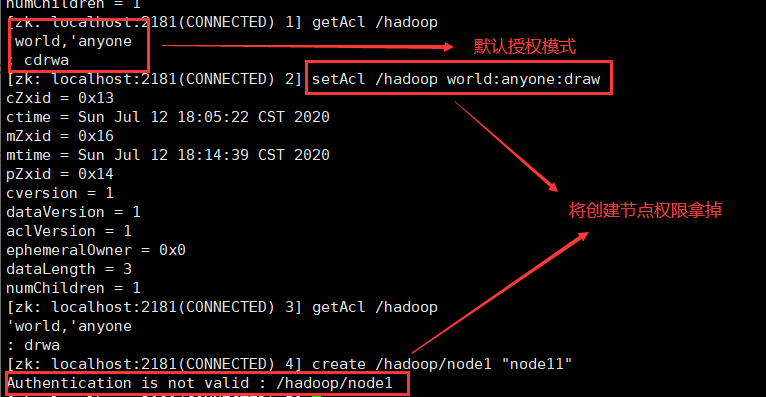 numChildren = 1
[zk: localhost:2181(CONNECTED) 1] getAcl /hadoop
'world,'anyone
: cdrwa
默认授权模式
[zk: localhost:2181(CONNECTED) 2] setAcl /hadoop world:anyone:draw
cZxid = 0x13
ctime = Sun Jul 12 18:05:22 CST 2020
mZxid = 0x16
mtime = Sun Jul 12 18:14:39 CST 2020
pZxid = 0x14
cversion = 1
dataVersion = 1
将创建节点权限拿掉
aclVersion = 1
ephemeralOwner = 0x0
dataLength = 3
numChildren = 1
[zk: localhost:2181(CONNECTED) 3] getAcl /hadoop
'world,'anyone
: drwa
[zk: localhost:2181(CONNECTED) 4] create /hadoop/node1 "node11"
Authentication is not valid : /hadoop/node1